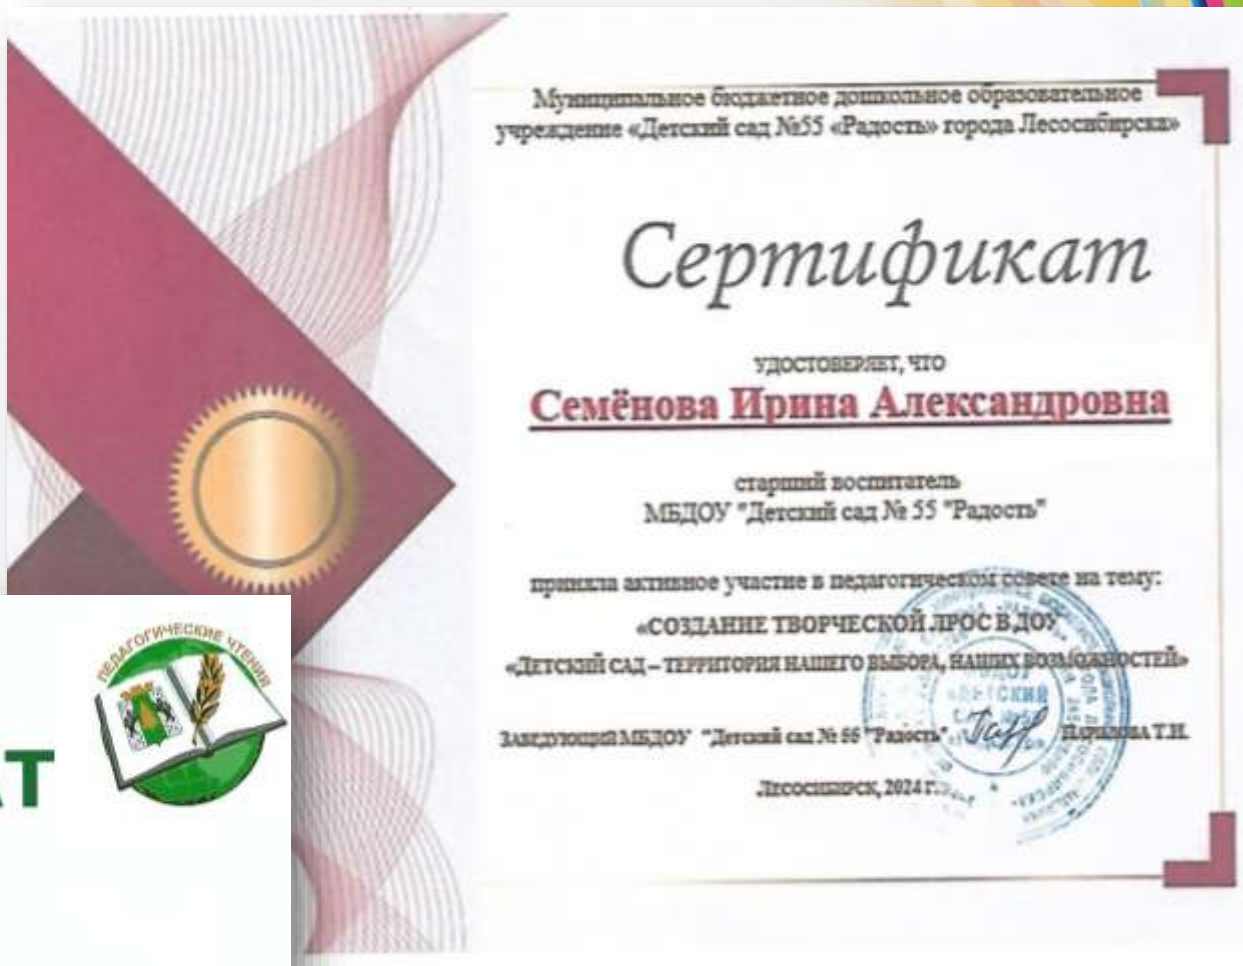 Муниципальное бюджетное дошкольное образовательное
учреждение «Детский сад №55 «Радость» города Лесосибирска»
Сертификат
УДОСТОВЕРЯЕТ, ЧТО
Семёнова Ирина Александровна
старший воспитатель
МБДОУ "Детский сад № 55 "Радость"
приняла активное участие в педагогическом совете на тему:
«СОЗДАНИЕ ТВОРЧЕСКОЙ ЛРОС В ДОУ
«ДЕТСКИЙ САД – ТЕРРИТОРИЯ НАШЕГО ВЫБОРА, НАШИХ ВОЗМОЖНОСТЕЙ»
ЗАВЕДУЮЩИЙ МБДОУ "Детский сад № 55 "Радость" Т.И.
Лесосибирск, 2024 г.
ПЕДАГОГИЧЕСКИЕ ЧТЕНИЯ
АТ